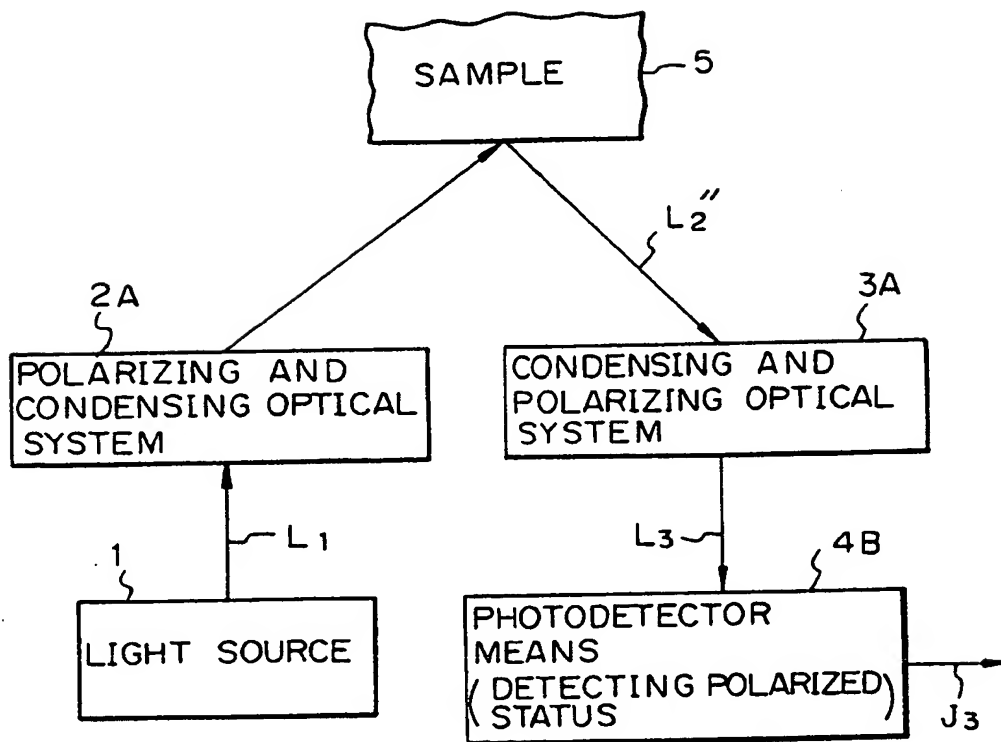 SAMPLE
5
L2"
2A
3A
POLARIZING AND
CONDENSING OPTICAL
SYSTEM
CONDENSING AND
POLARIZING OPTICAL
SYSTEM
L1
L3
1
4B
LIGHT SOURCE
PHOTODETECTOR
MEANS
(DETECTING POLARIZED
STATUS)
J3